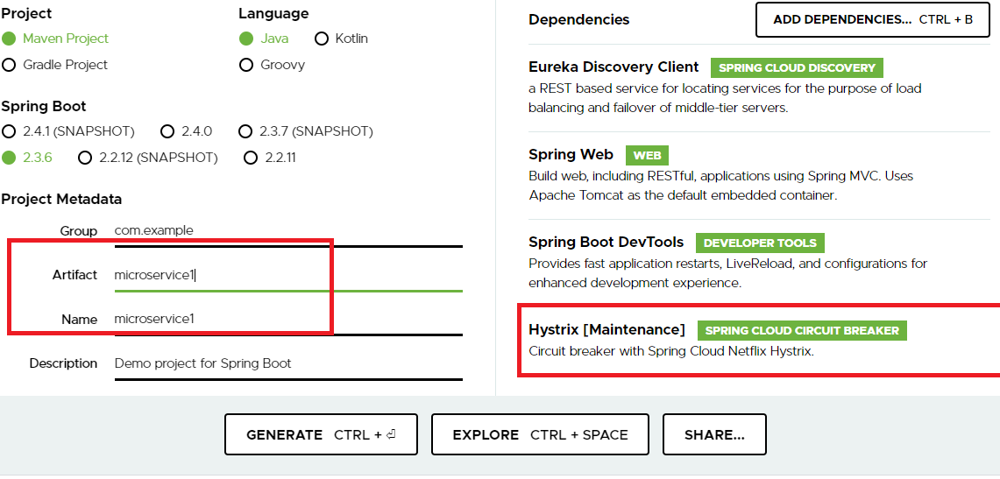 Project
Maven Project
Gradle Project
Language
Java Kotlin
Groovy
Spring Boot
2.4.1 (SNAPSHOT) 2.4.0 2.3.7 (SNAPSHOT)
2.3.6 2.2.12 (SNAPSHOT) 2.2.11
Project Metadata
Group com.example
Artifact microservice1
Name microservice1
Description Demo project for Spring Boot
Dependencies
ADD DEPENDENCIES... CTRL + B
Eureka Discovery Client SPRING CLOUD DISCOVERY
a REST based service for locating services for the purpose of load
balancing and failover of middle-tier servers.
Spring Web WEB
Build web, including RESTful, applications using Spring MVC. Uses
Apache Tomcat as the default embedded container.
Spring Boot DevTools DEVELOPER TOOLS
Provides fast application restarts, LiveReload, and configurations for
enhanced development experience.
Hystrix [Maintenance] SPRING CLOUD CIRCUIT BREAKER
Circuit breaker with Spring Cloud Netflix Hystrix.
GENERATE CTRL + ⏎
EXPLORE CTRL + SPACE
SHARE...